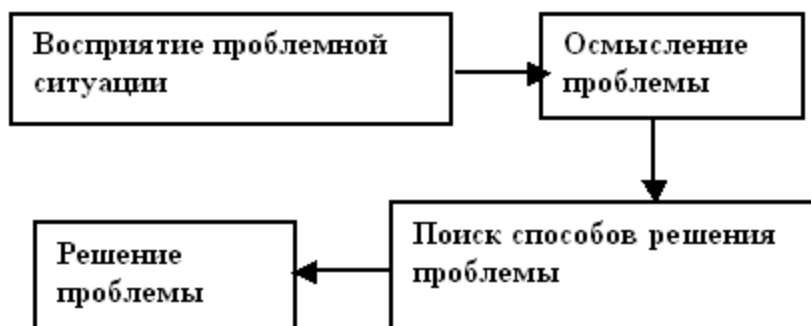 Восприятие проблемной
ситуации
Осмысление
проблемы
Поиск способов решения
проблемы
Решение
проблемы